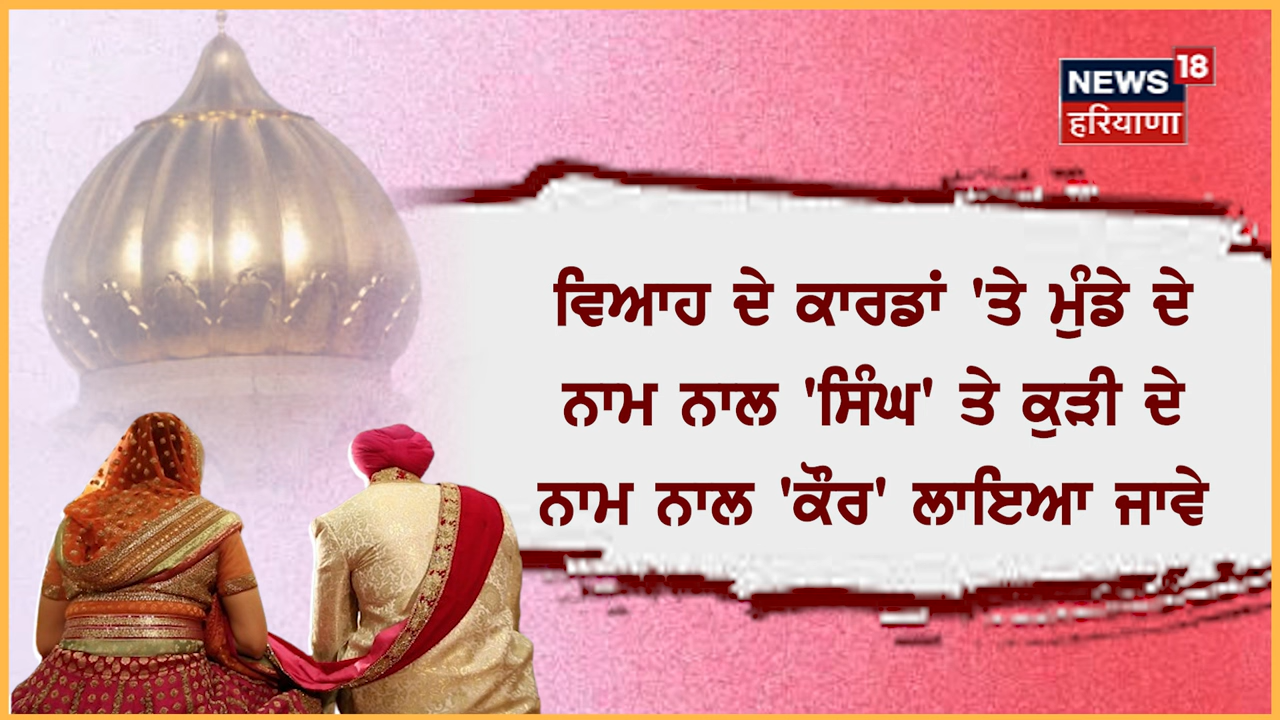 NEWS 18
हरियाणा
ਵਿਆਹ ਦੇ ਕਾਰਡਾਂ 'ਤੇ ਮੁੰਡੇ ਦੇ
ਨਾਮ ਨਾਲ 'ਸਿੰਘ' ਤੇ ਕੁੜੀ ਦੇ
ਨਾਮ ਨਾਲ 'ਕੌਰ' ਲਾਇਆ ਜਾਵੇ